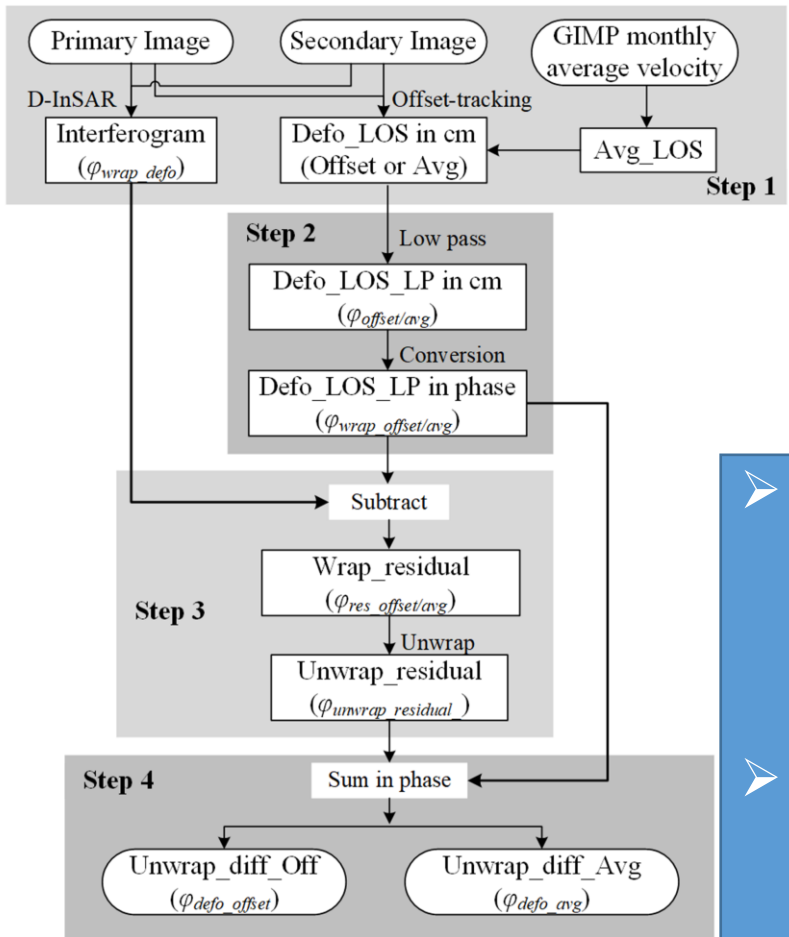 Primary Image
Secondary Image
GIMP monthly
average velocity
D-InSAR
Offset-tracking
Interferogram
(φwrap_defo)
Defo_LOS in cm
(Offset or Avg)
Avg_LOS
Step 1
Step 2
Low pass
Defo_LOS_LP in cm
(φoffset/avg)
Conversion
Defo_LOS_LP in phase
(φwrap_offset/avg)
Subtract
Wrap_residual
(φres_offset/avg)
Step 3
Unwrap
Unwrap_residual
(φunwrap_residual_)
Step 4
Sum in phase
Unwrap_diff_Off
(φdefo_offset)
Unwrap_diff_Avg
(φdefo_avg)